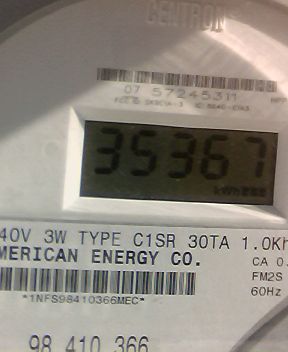 CENTRON
07 57245311
35367
kWh
40V 3W TYPE C1SR 30TA 1.0Kh
MERICAN ENERGY CO.
CA 0.
FM2S
60Hz
*1NFS98410366MEC*
98 410 366